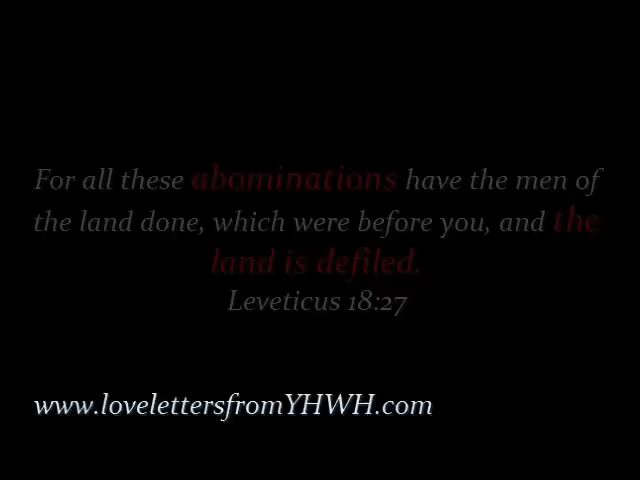 For all these abominations have the men of
the land done, which were before you, and the
land is defiled.
Leveticus 18:27
www.lovelettersfromYHWH.com